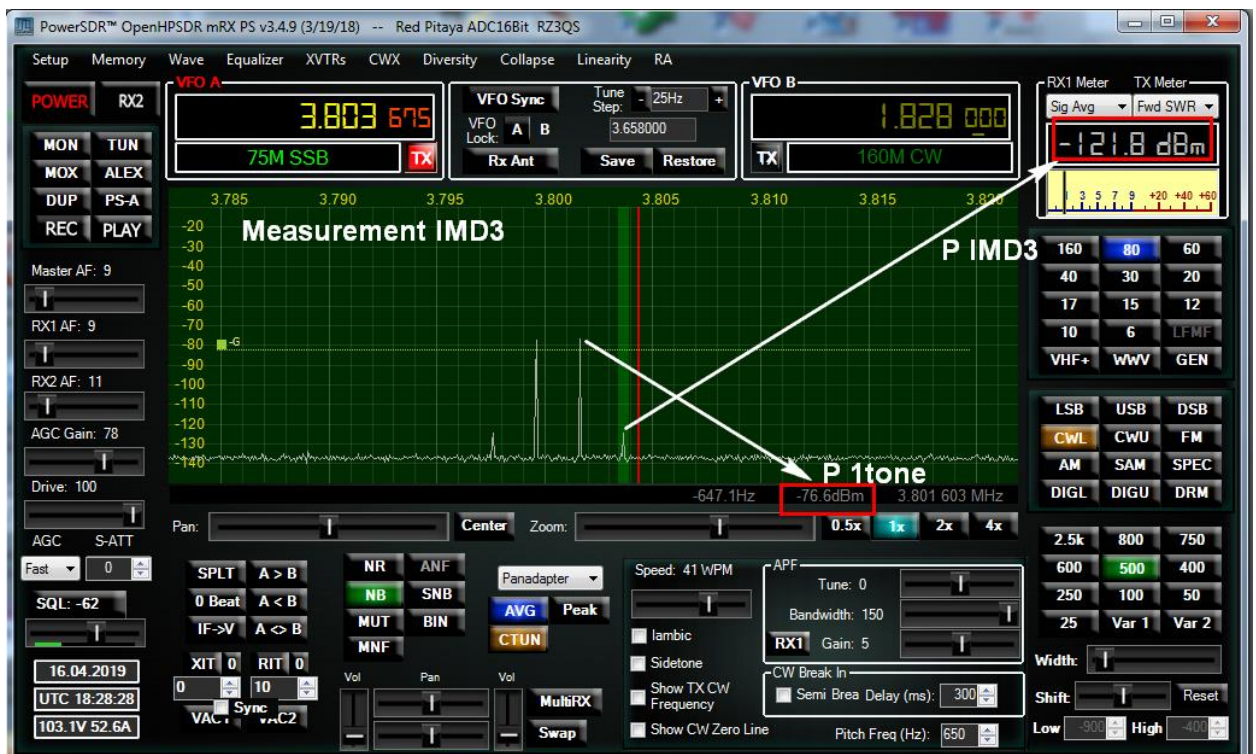 PowerSDR™ OpenHPSDR mRX PS v3.4.9 (3/19/18) -- Red Pitaya ADC16Bit RZ3QS
Setup Memory Wave Equalizer XVTRs CWX Diversity Collapse Linearity RA
POWER RX2
MON TUN
MOX ALEX
DUP PS-A
REC PLAY
Master AF: 9
RX1 AF: 9
RX2 AF: 11
AGC Gain: 78
Drive: 100
AGC S-ATT
Fast 0
SQL: -62
16.04.2019
UTC 18:28:28
103.1V 52.6A
VFO A
3.803 675
75M SSB TX
VFO Sync Tune Step: - 25Hz +
VFO Lock: A B 3.658000
Rx Ant Save Restore
VFO B
1.828 000
TX 160M CW
RX1 Meter TX Meter
Sig Avg Fwd SWR
-121.8 dBm
1 3 5 7 9 +20 +40 +60
3.785 3.790 3.795 3.800 3.805 3.810 3.815 3.820
Measurement IMD3
P IMD3
-20
-30
-40
-50
-60
-70
-80 -G
-90
-100
-110
-120
-130
-140
P 1tone
-647.1Hz -76.6dBm 3.801 603 MHz
Pan: Center Zoom: 0.5x 1x 2x 4x
SPLT A > B
0 Beat A < B
IF->V A <> B
XIT 0 RIT 0
0 10
Sync
VAC1 VAC2
NR ANF
NB SNB
MUT BIN
MNF
Panadapter
AVG Peak
CTUN
Vol Pan Vol
MultiRX
Swap
Speed: 41 WPM
Iambic
Sidetone
Show TX CW Frequency
Show CW Zero Line
APF
Tune: 0
Bandwidth: 150
RX1 Gain: 5
CW Break In
Semi Brea Delay (ms): 300
Pitch Freq (Hz): 650
160 80 60
40 30 20
17 15 12
10 6 LFMF
VHF+ WWV GEN
LSB USB DSB
CWL CWU FM
AM SAM SPEC
DIGL DIGU DRM
2.5k 800 750
600 500 400
250 100 50
25 Var 1 Var 2
Width:
Shift: Reset
Low -900 High -400